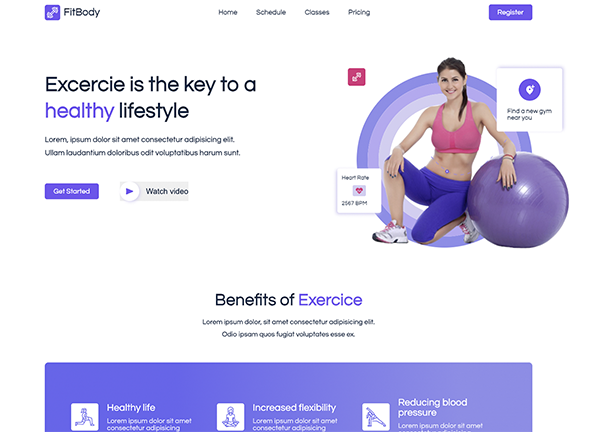 FitBody
Home Schedule Classes Pricing
Register
Excercie is the key to a
healthy lifestyle
Lorem, ipsum dolor sit amet consectetur adipisicing elit.
Ullam laudantium doloribus odit voluptatibus harum sunt.
Get Started
Watch video
Find a new gym
near you
Heart Rate
2567 BPM
Benefits of Exercice
Lorem ipsum dolor, sit amet consectetur adipisicing elit.
Odio ipsam quos fugiat voluptates esse ex.
Healthy life
Lorem ipsum dolor sit amet
consectetur adipisicing
Increased flexibility
Lorem ipsum dolor sit amet
consectetur adipisicing
Reducing blood
pressure
Lorem ipsum dolor sit amet